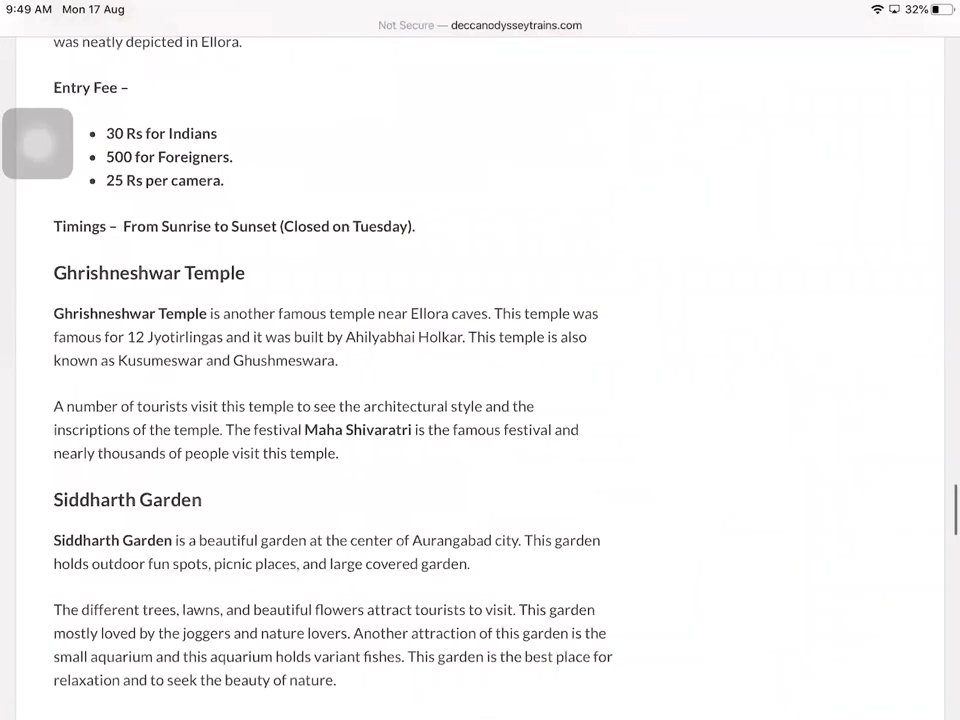 9:49 AM Mon 17 Aug
32%
Not Secure — deccanodysseytrains.com
was neatly depicted in Ellora.
Entry Fee –
• 30 Rs for Indians
• 500 for Foreigners.
• 25 Rs per camera.
Timings – From Sunrise to Sunset (Closed on Tuesday).
Ghrishneshwar Temple
Ghrishneshwar Temple is another famous temple near Ellora caves. This temple was
famous for 12 Jyotirlingas and it was built by Ahilyabhai Holkar. This temple is also
known as Kusumeswar and Ghushmeswara.
A number of tourists visit this temple to see the architectural style and the
inscriptions of the temple. The festival Maha Shivaratri is the famous festival and
nearly thousands of people visit this temple.
Siddharth Garden
Siddharth Garden is a beautiful garden at the center of Aurangabad city. This garden
holds outdoor fun spots, picnic places, and large covered garden.
The different trees, lawns, and beautiful flowers attract tourists to visit. This garden
mostly loved by the joggers and nature lovers. Another attraction of this garden is the
small aquarium and this aquarium holds variant fishes. This garden is the best place for
relaxation and to seek the beauty of nature.